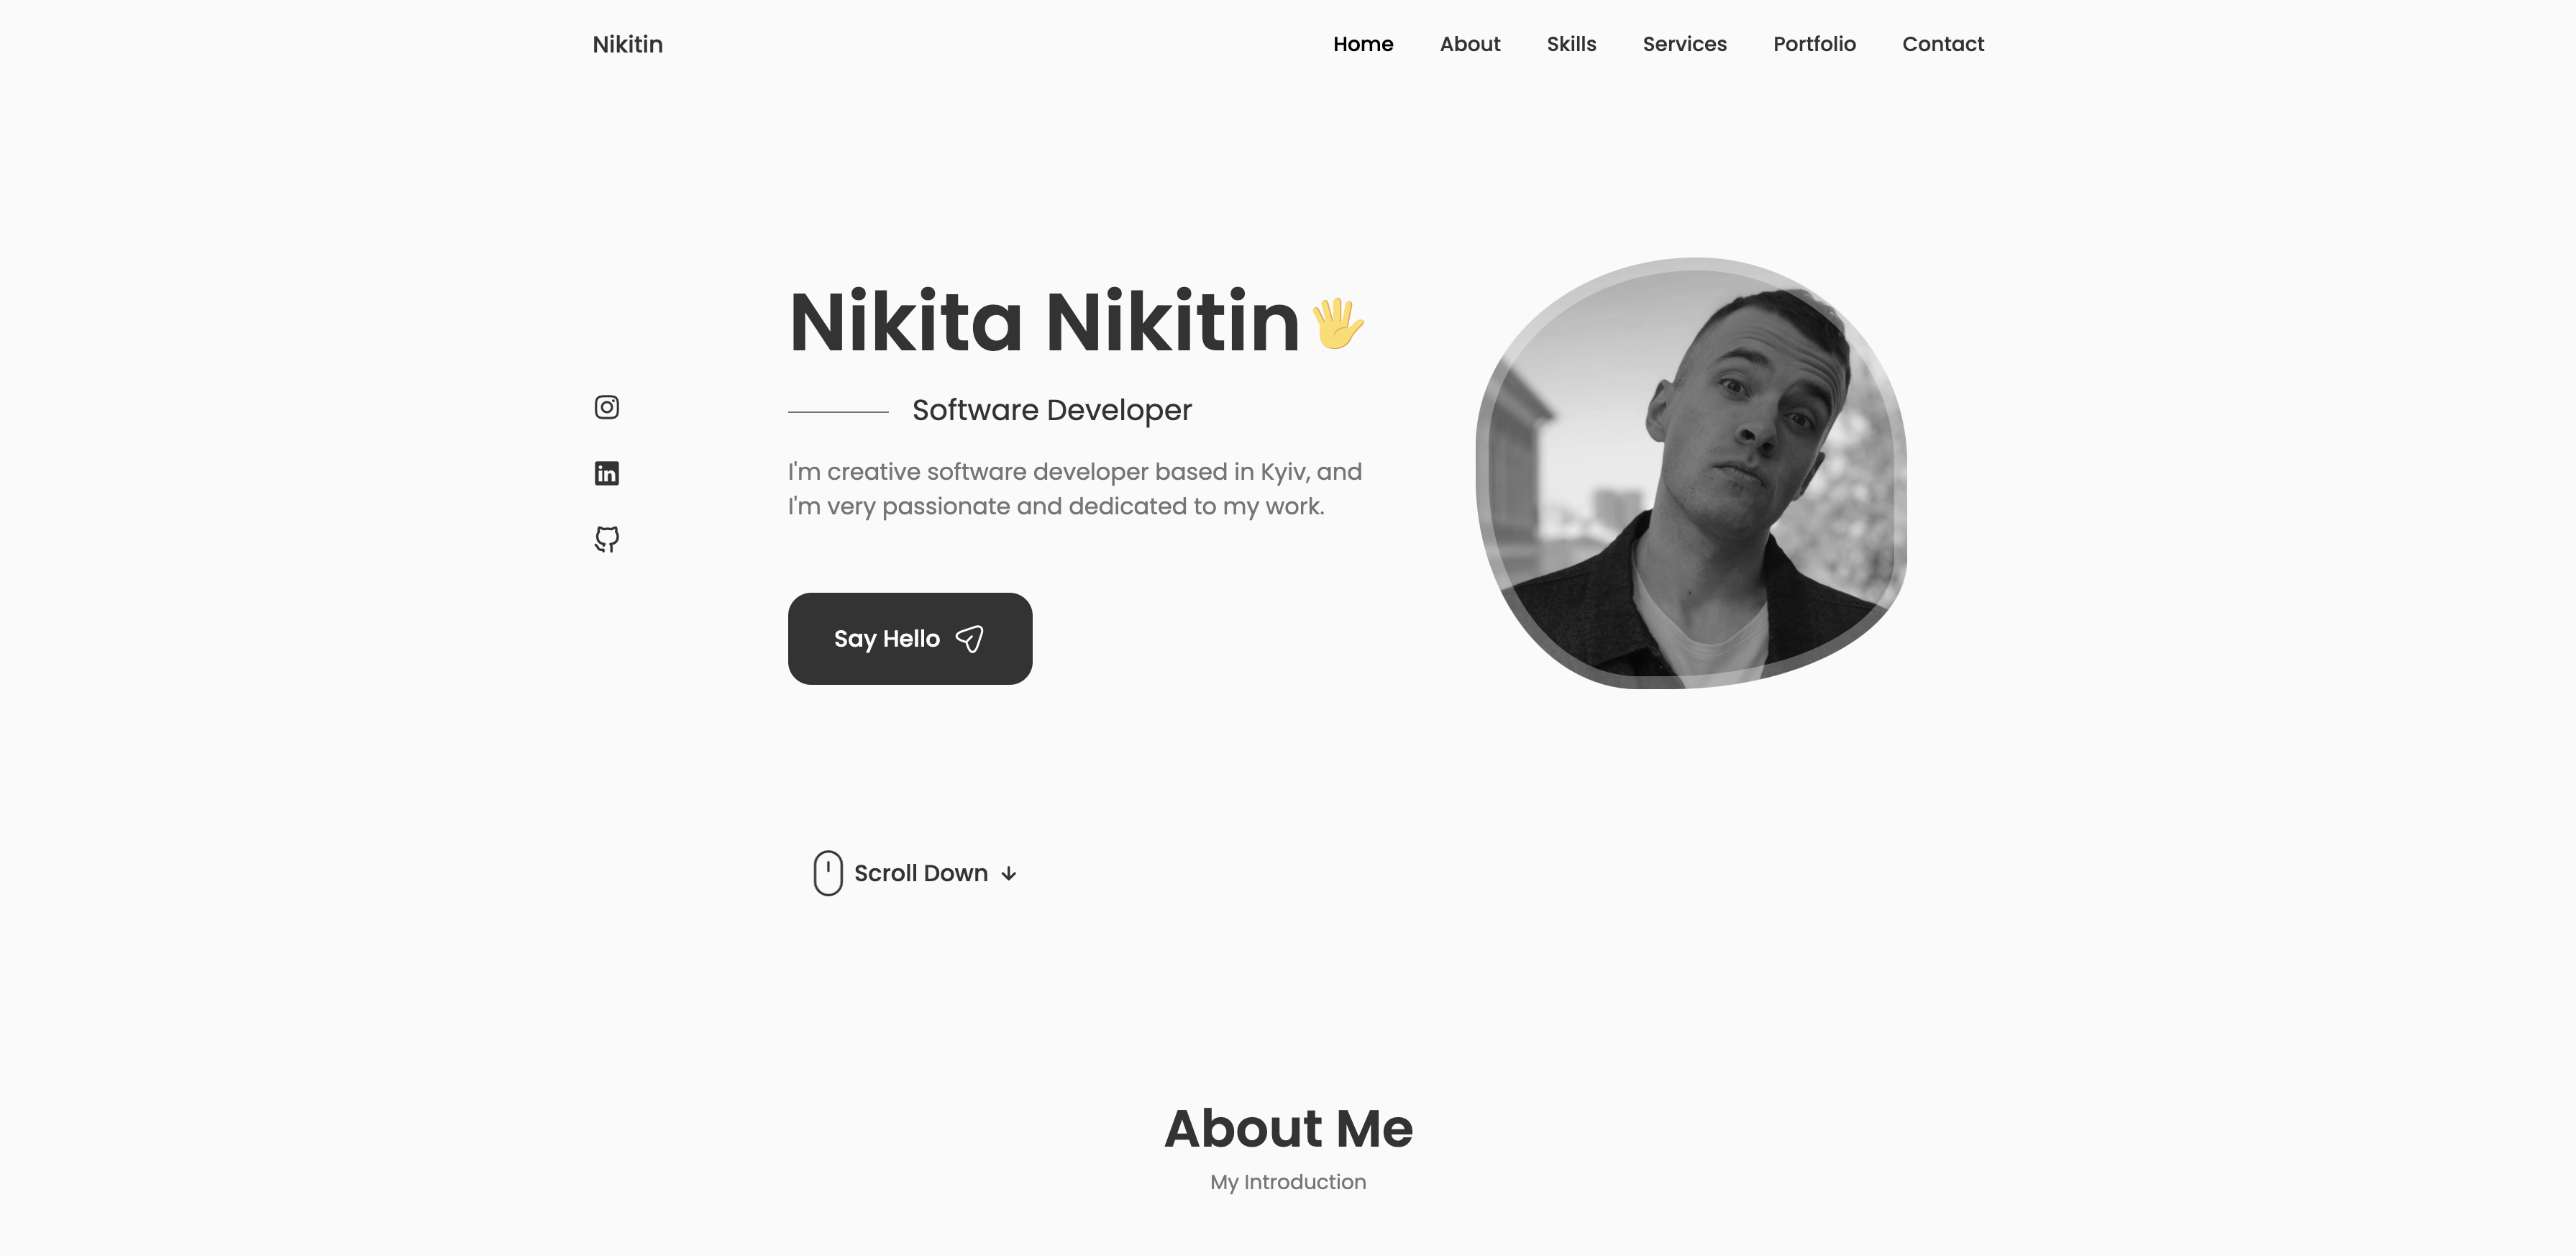 Nikitin
Home About Skills Services Portfolio Contact
Nikita Nikitin
Software Developer
I'm creative software developer based in Kyiv, and
I'm very passionate and dedicated to my work.
Say Hello
Scroll Down
About Me
My Introduction